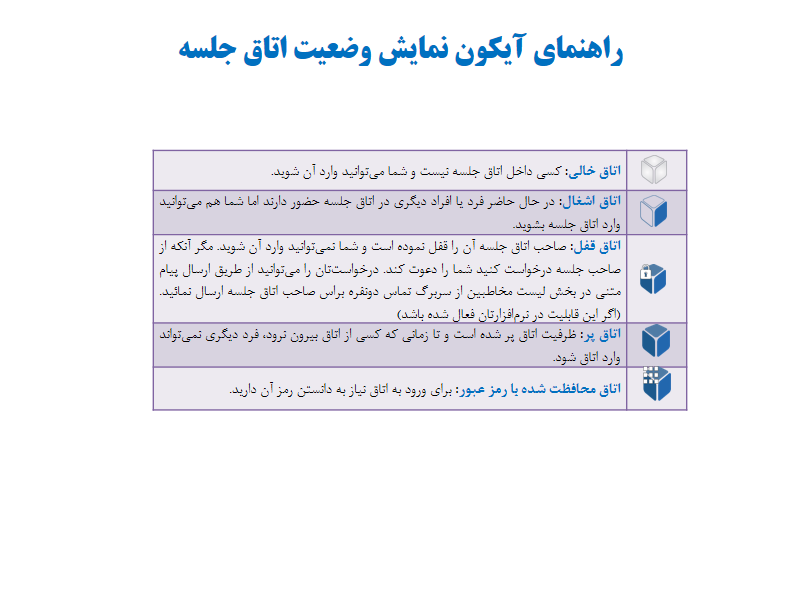 راهنمای آیکون نمایش وضعیت اتاق جلسه
اتاق خالی: کسی داخل اتاق جلسه نیست و شما می‌توانید وارد آن شوید.
اتاق اشغال: در حال حاضر فرد یا افراد دیگری در اتاق جلسه حضور دارند اما شما هم می‌توانید
وارد اتاق جلسه بشوید.
اتاق قفل: صاحب اتاق جلسه آن را قفل نموده است و شما نمی‌توانید وارد آن شوید. مگر آنکه از
صاحب جلسه درخواست کنید شما را دعوت کند. درخواست‌تان را می‌توانید از طریق ارسال پیام
متنی در بخش لیست مخاطبین از سربرگ تماس دونفره براس صاحب اتاق جلسه ارسال نمائید.
(اگر این قابلیت در نرم‌افزارتان فعال شده باشد)
اتاق پر: ظرفیت اتاق پر شده است و تا زمانی که کسی از اتاق بیرون نرود، فرد دیگری نمی‌تواند
وارد اتاق شود.
اتاق محافظت شده با رمز عبور: برای ورود به اتاق نیاز به دانستن رمز آن دارید.